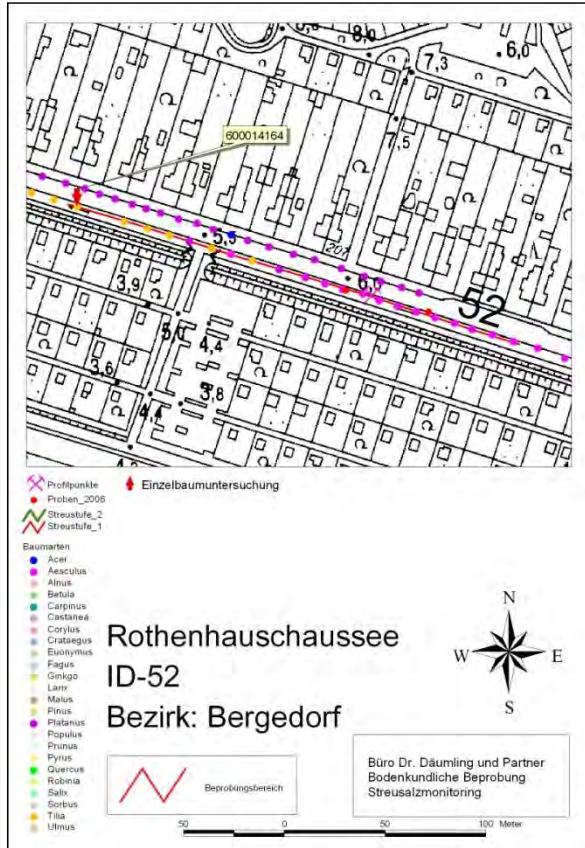 8,0
6,0
7,3
7,5
600014164
5,5
207
6,0
52
3,9
5,0
4,4
3,6
3,8
4,4
Profilpunkte
Proben_2006
Streustufe_2
Streustufe_1
Einzelbaumuntersuchung
Baumarten
Acer
Aesculus
Alnus
Betula
Carpinus
Castanea
Corylus
Crataegus
Euonymus
Fagus
Ginkgo
Larix
Malus
Pinus
Platanus
Populus
Prunus
Pyrus
Quercus
Robinia
Salix
Sorbus
Tilia
Ulmus
Rothenhauschaussee
ID-52
Bezirk: Bergedorf
N
W
E
S
Beprobungsbereich
Büro Dr. Däumling und Partner
Bodenkundliche Beprobung
Streusalzmonitoring
50 0 50 100 Meter